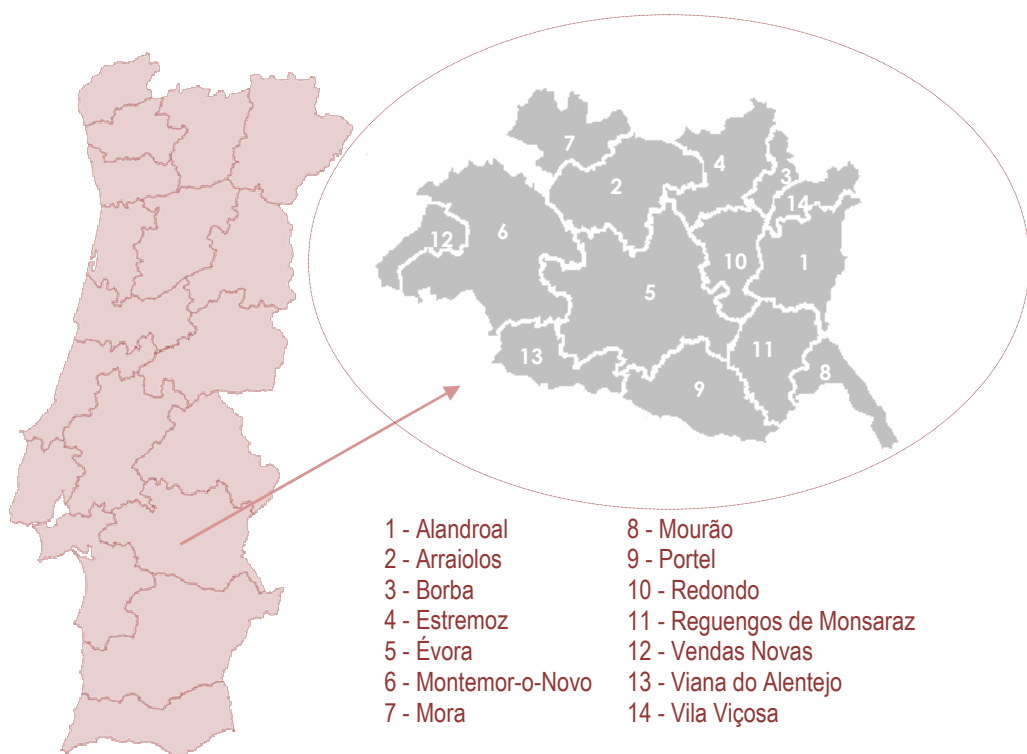 7
4
3
2
14
12
6
10
1
5
11
13
8
9
1 - Alandroal
2 - Arraiolos
3 - Borba
4 - Estremoz
5 - Évora
6 - Montemor-o-Novo
7 - Mora
8 - Mourão
9 - Portel
10 - Redondo
11 - Reguengos de Monsaraz
12 - Vendas Novas
13 - Viana do Alentejo
14 - Vila Viçosa